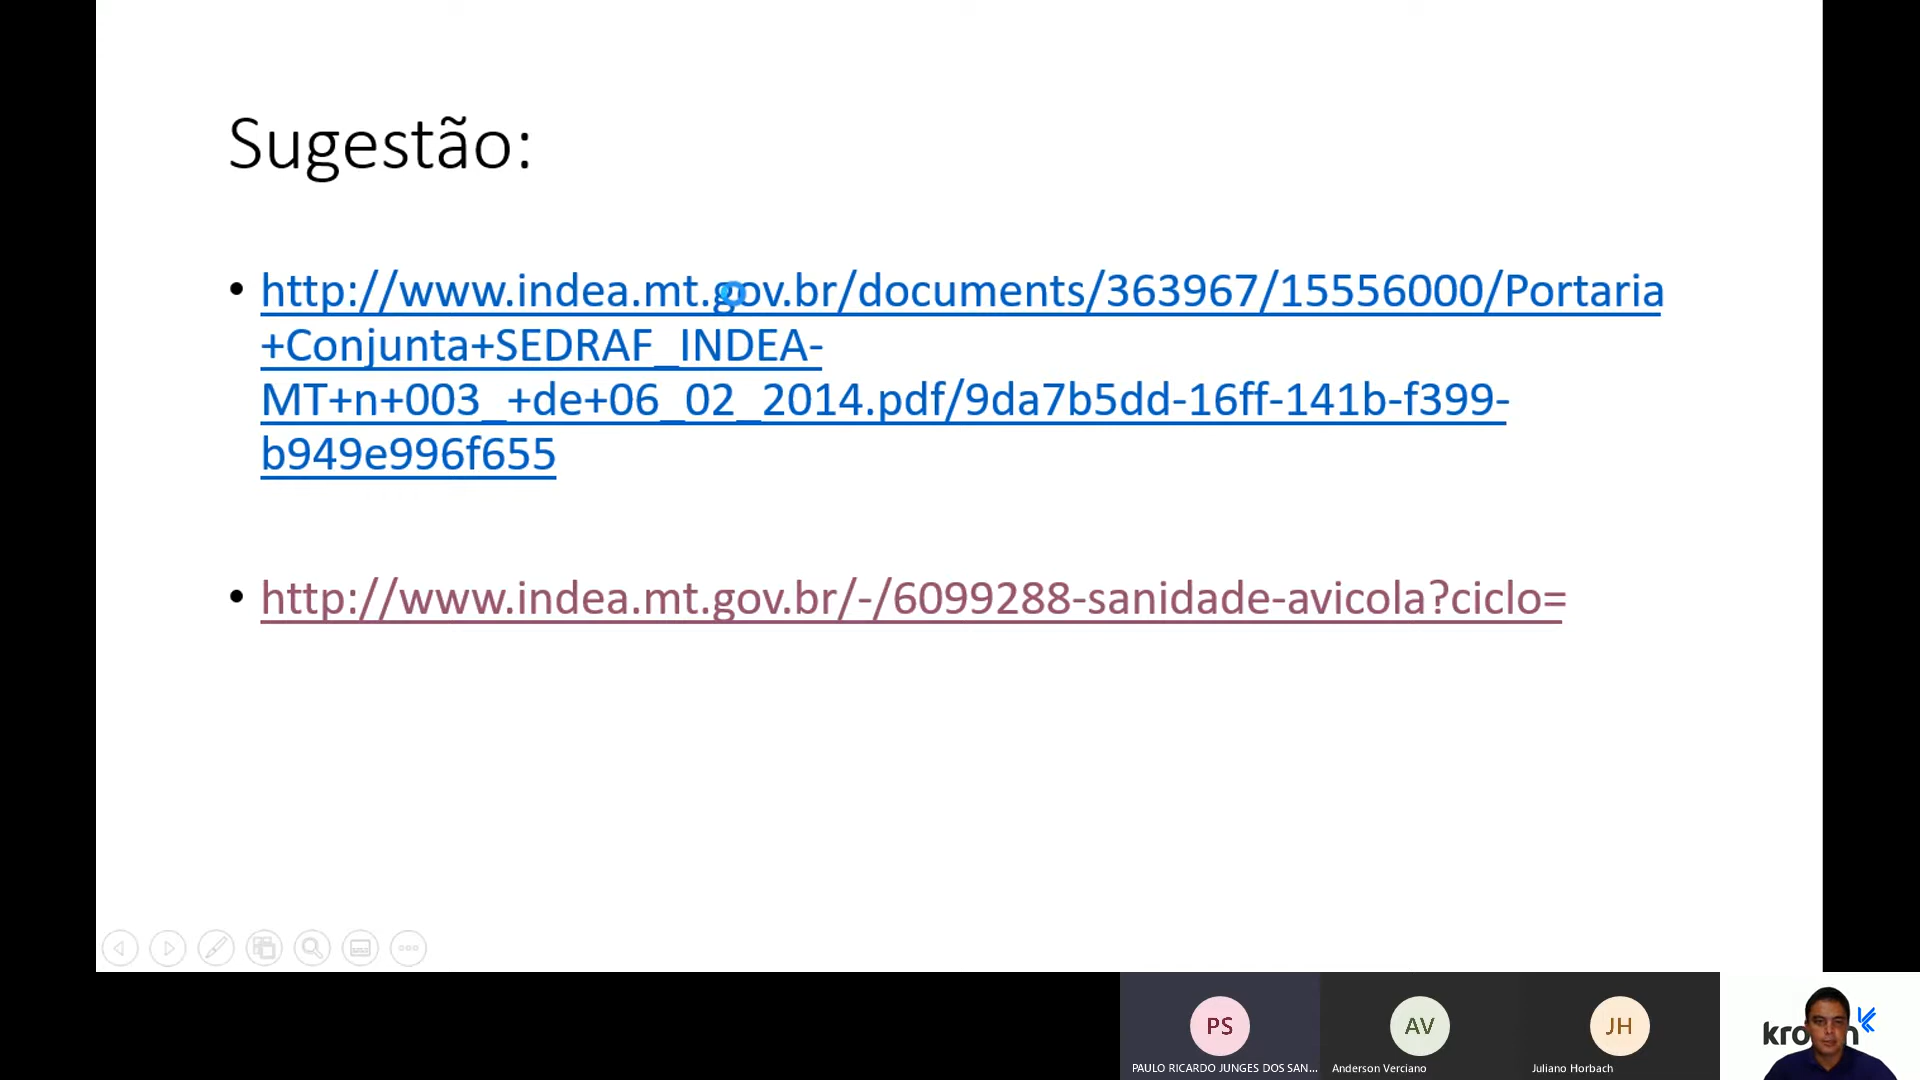 Sugestão:
• http://www.indea.mt.gov.br/documents/363967/15556000/Portaria
+Conjunta+SEDRAF_INDEA-
MT+n+003_+de+06_02_2014.pdf/9da7b5dd-16ff-141b-f399-
b949e996f655
• http://www.indea.mt.gov.br/-/6099288-sanidade-avicola?ciclo=
PS
AV
JH
PAULO RICARDO JUNGES DOS SAN...
Anderson Verciano
Juliano Horbach